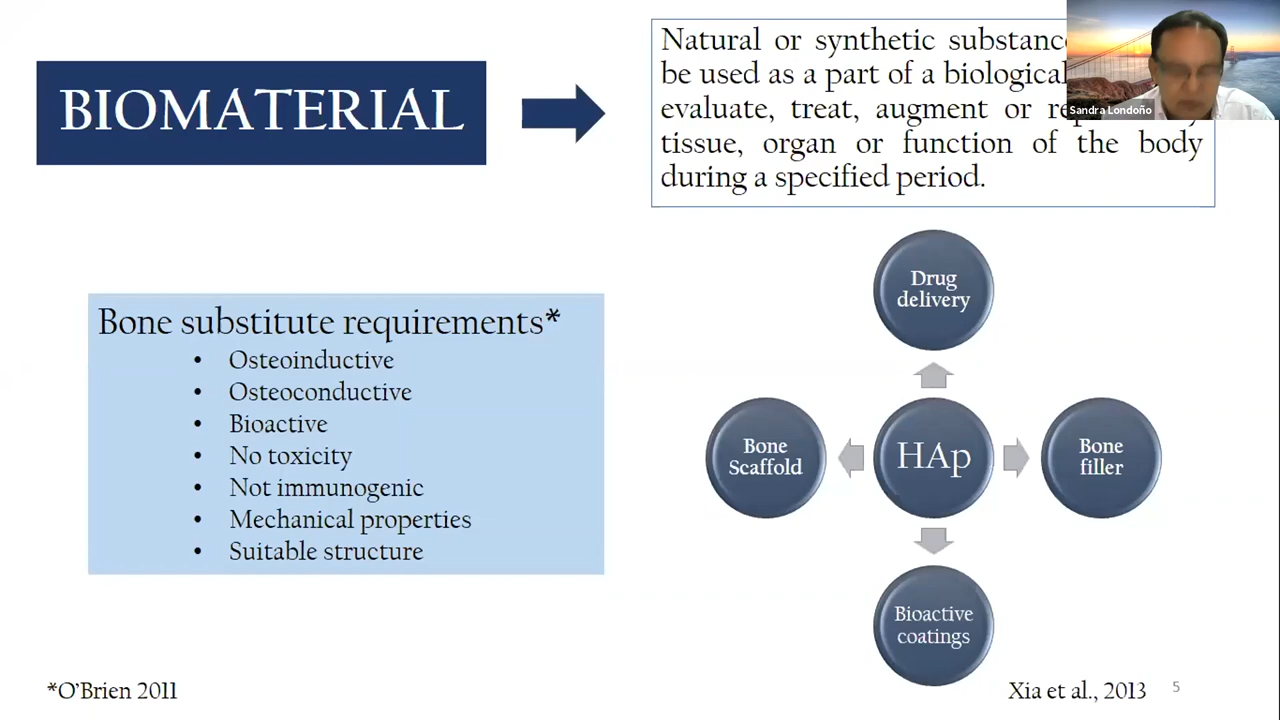 BIOMATERIAL
Natural or synthetic substanc
be used as a part of a biological
evaluate, treat, augment or
tissue, organ or function of the body
during a specified period.
Sandra Londoño
Bone substitute requirements*
• Osteoinductive
• Osteoconductive
• Bioactive
• No toxicity
• Not immunogenic
• Mechanical properties
• Suitable structure
Drug
delivery
Bone
Scaffold
HAp
Bone
filler
Bioactive
coatings
*O'Brien 2011
Xia et al., 2013
5